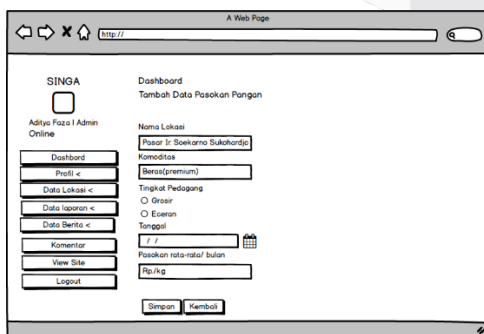 A Web Page
http://
SINGA
Aditya Faza | Admin
Online
Dashbord
Profil <
Data Lokasi <
Data laporan <
Data Berita <
Komentar
View Site
Logout
Dashboard
Tambah Data Pasokan Pangan
Nama Lokasi
Pasar Ir. Soekarno Sukohardjo
Komoditas
Beras(premium)
Tingkat Pedagang
Grosir
Eceran
Tanggal
/ /
Pasokan rata-rata/ bulan
Rp./kg
Simpan Kembali